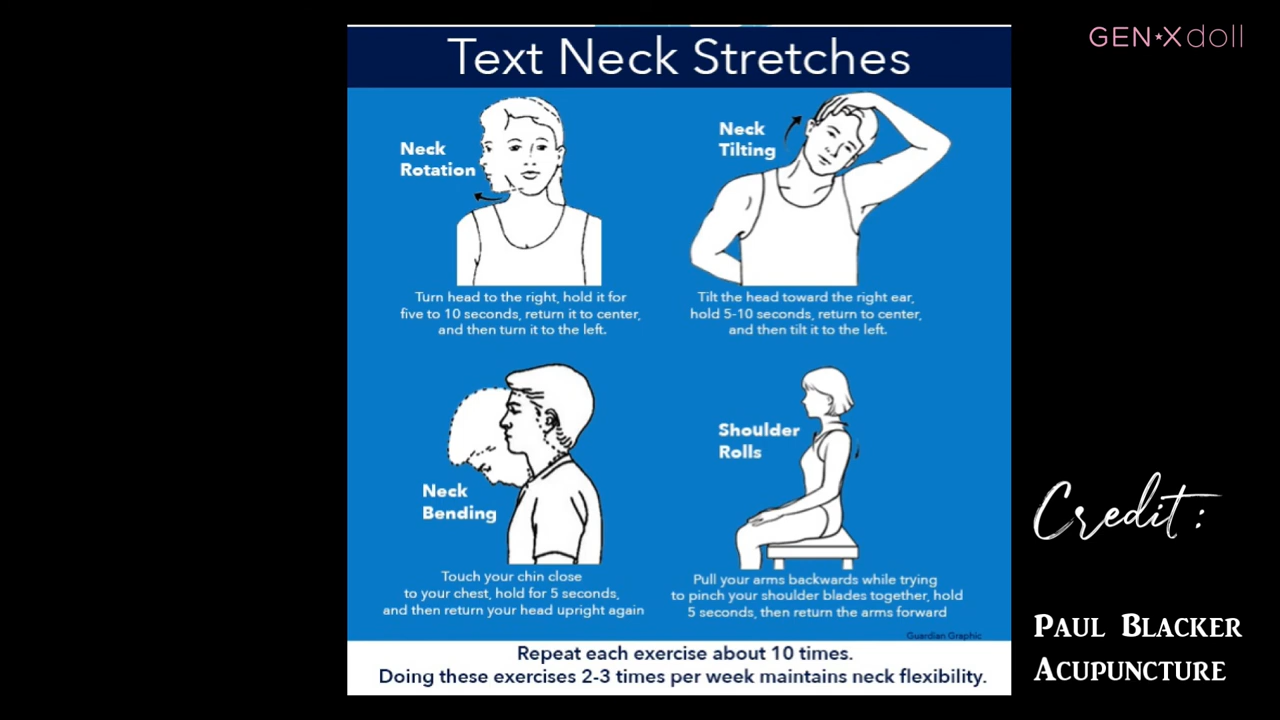 GEN★Xdoll
Text Neck Stretches
Neck
Rotation
Neck
Tilting
Turn head to the right, hold it for
five to 10 seconds, return it to center,
and then turn it to the left.
Tilt the head toward the right ear,
hold 5-10 seconds, return to center,
and then tilt it to the left.
Neck
Bending
Shoulder
Rolls
Touch your chin close
to your chest, hold for 5 seconds,
and then return your head upright again
Pull your arms backwards while trying
to pinch your shoulder blades together, hold
5 seconds, then return the arms forward
Guardian Graphic
Repeat each exercise about 10 times.
Doing these exercises 2-3 times per week maintains neck flexibility.
Credit:
PAUL BLACKER
ACUPUNCTURE